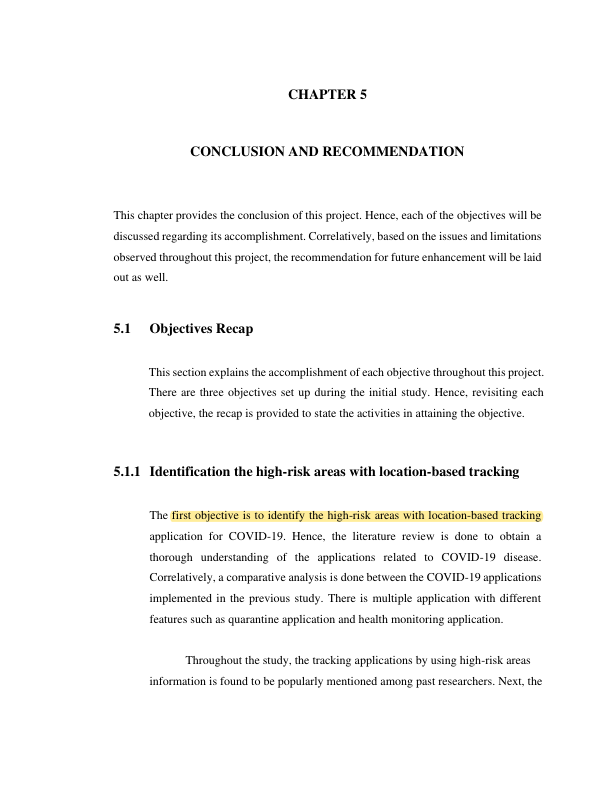 CHAPTER 5
CONCLUSION AND RECOMMENDATION
This chapter provides the conclusion of this project. Hence, each of the objectives will be
discussed regarding its accomplishment. Correlatively, based on the issues and limitations
observed throughout this project, the recommendation for future enhancement will be laid
out as well.
5.1 Objectives Recap
This section explains the accomplishment of each objective throughout this project.
There are three objectives set up during the initial study. Hence, revisiting each
objective, the recap is provided to state the activities in attaining the objective.
5.1.1 Identification the high-risk areas with location-based tracking
The first objective is to identify the high-risk areas with location-based tracking
application for COVID-19. Hence, the literature review is done to obtain a
thorough understanding of the applications related to COVID-19 disease.
Correlatively, a comparative analysis is done between the COVID-19 applications
implemented in the previous study. There is multiple application with different
features such as quarantine application and health monitoring application.
Throughout the study, the tracking applications by using high-risk areas
information is found to be popularly mentioned among past researchers. Next, the